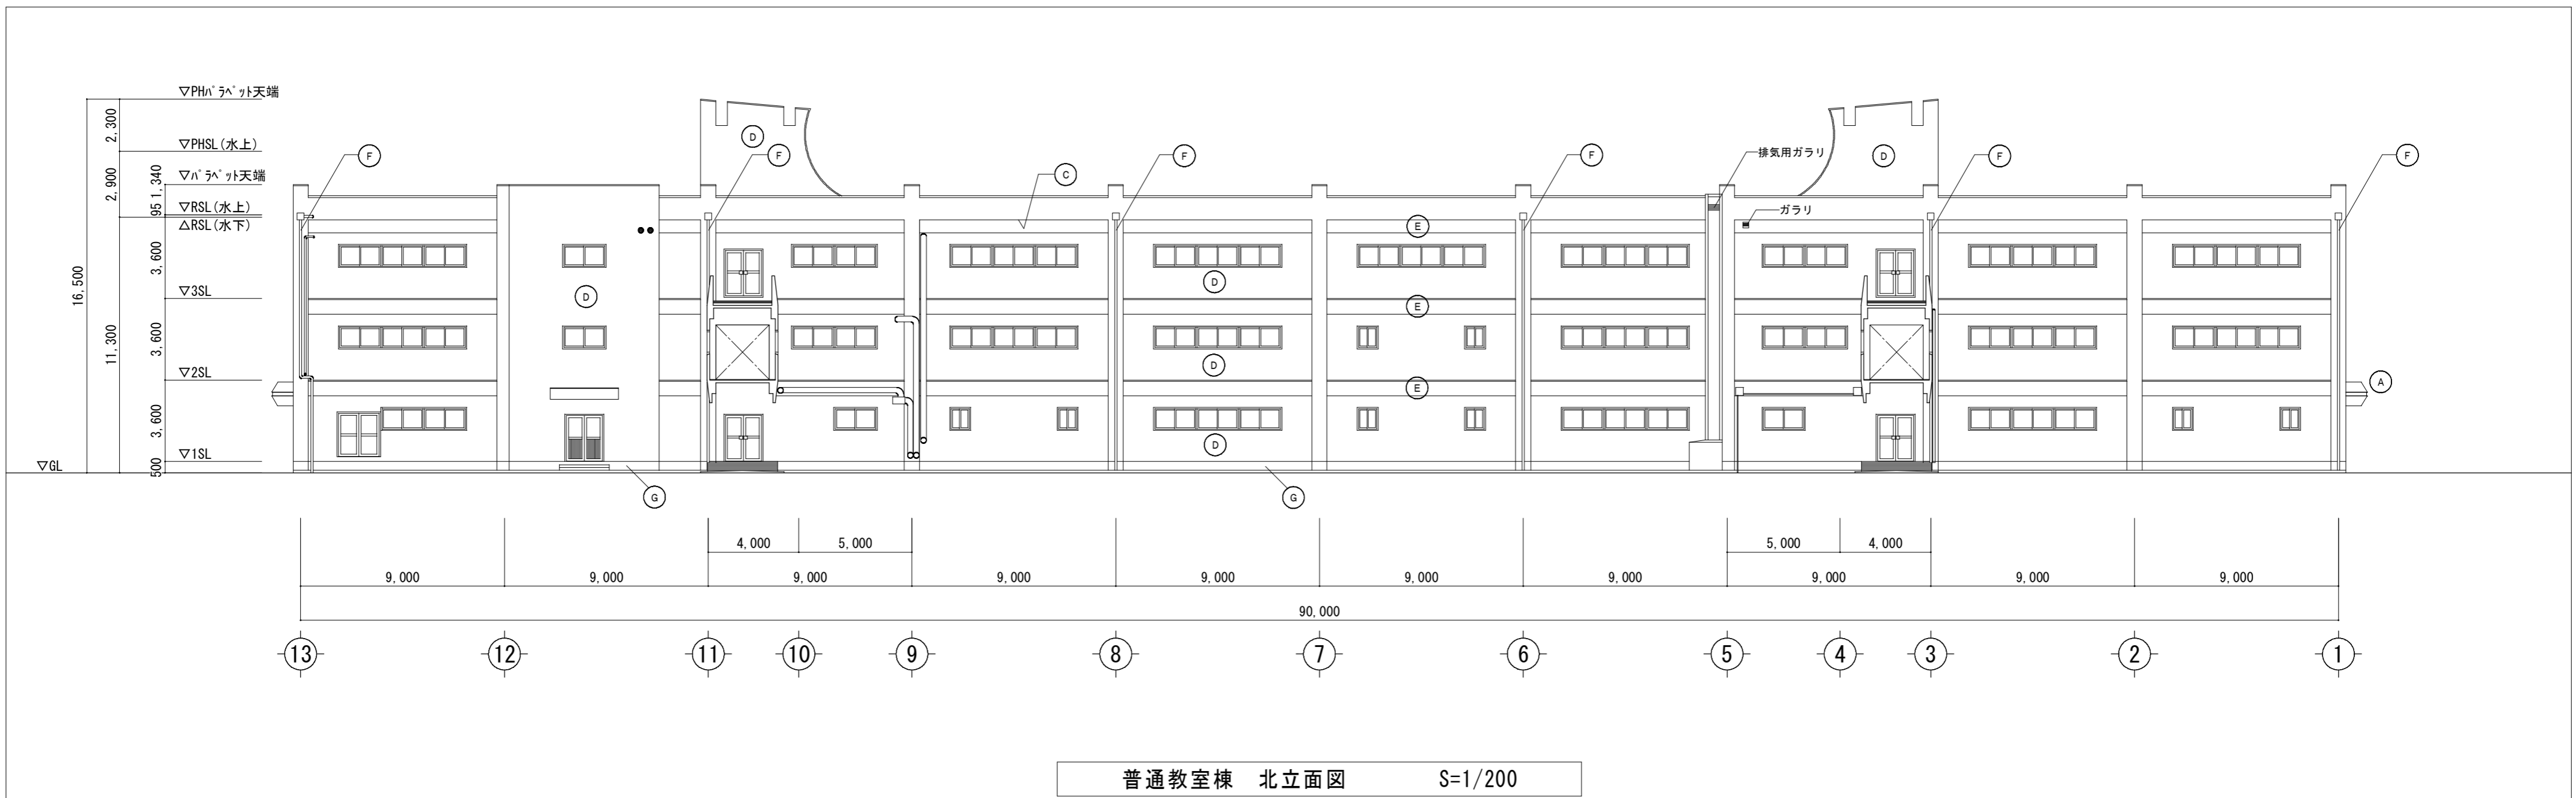 ▽PHパラペット天端
2,300
▽PHSL(水上)
2,900
▽パラペット天端
1,340
95
▽RSL(水上)
△RSL(水下)
3,600
16,500
▽3SL
3,600
11,300
▽2SL
3,600
▽1SL
500
▽GL
F
D
F
C
F
F
排気用ガラリ
D
F
F
ガラリ
E
D
D
E
D
E
A
D
G
G
4,000 5,000 5,000 4,000
9,000 9,000 9,000 9,000 9,000 9,000 9,000 9,000 9,000 9,000
90,000
13 12 11 10 9 8 7 6 5 4 3 2 1
普通教室棟 北立面図 S=1/200